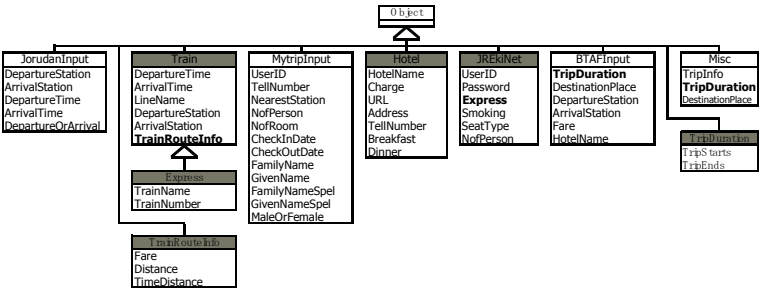 Object
JorudanInput
DepartureStation
ArrivalStation
DepartureTime
ArrivalTime
DepartureOrArrival
Train
DepartureTime
ArrivalTime
LineName
DepartureStation
ArrivalStation
TrainRouteInfo
Express
TrainName
TrainNumber
TrainRouteInfo
Fare
Distance
TimeDistance
MytripInput
UserID
TellNumber
NearestStation
NofPerson
NofRoom
CheckInDate
CheckOutDate
FamilyName
GivenName
FamilyNameSpel
GivenNameSpel
MaleOrFemale
Hotel
HotelName
Charge
URL
Address
TellNumber
Breakfast
Dinner
JREkiNet
UserID
Password
Express
Smoking
SeatType
NofPerson
BTAFInput
TripDuration
DestinationPlace
DepartureStation
ArrivalStation
Fare
HotelName
Misc
TripInfo
TripDuration
DestinationPlace
TripDuration
TripStarts
TripEnds